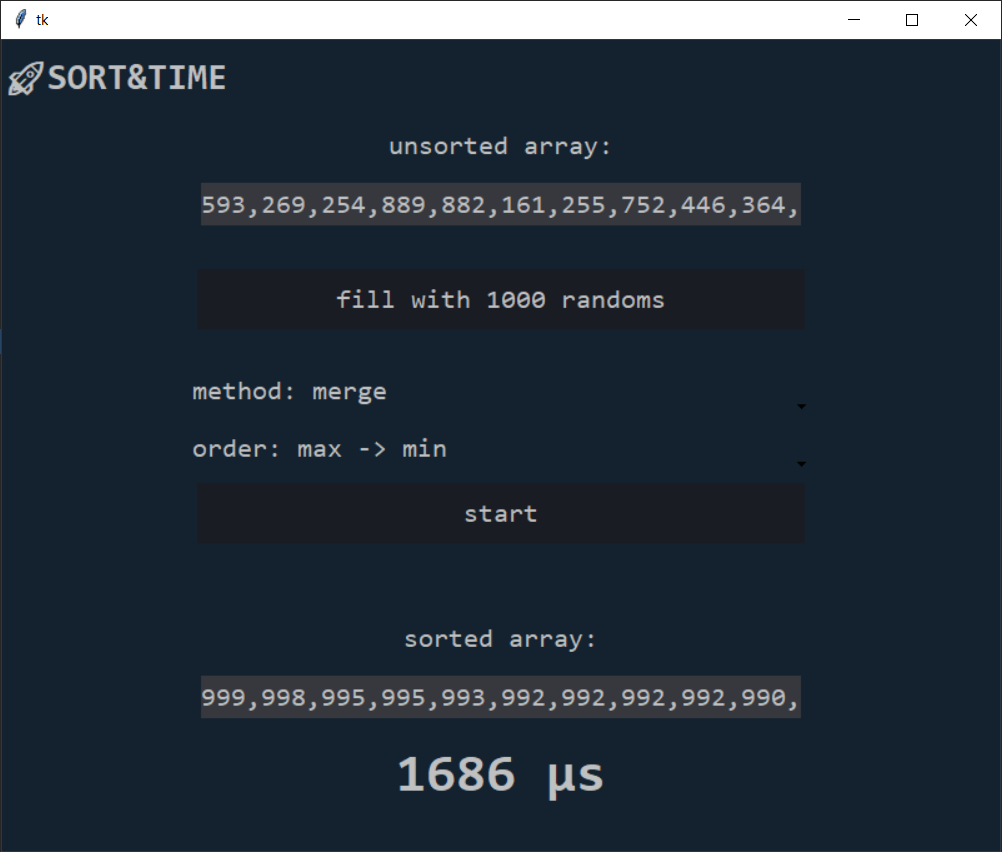 tk
SORT&TIME
unsorted array:
593,269,254,889,882,161,255,752,446,364,
fill with 1000 randoms
method: merge
order: max -> min
start
sorted array:
999,998,995,995,993,992,992,992,992,990,
1686 µs